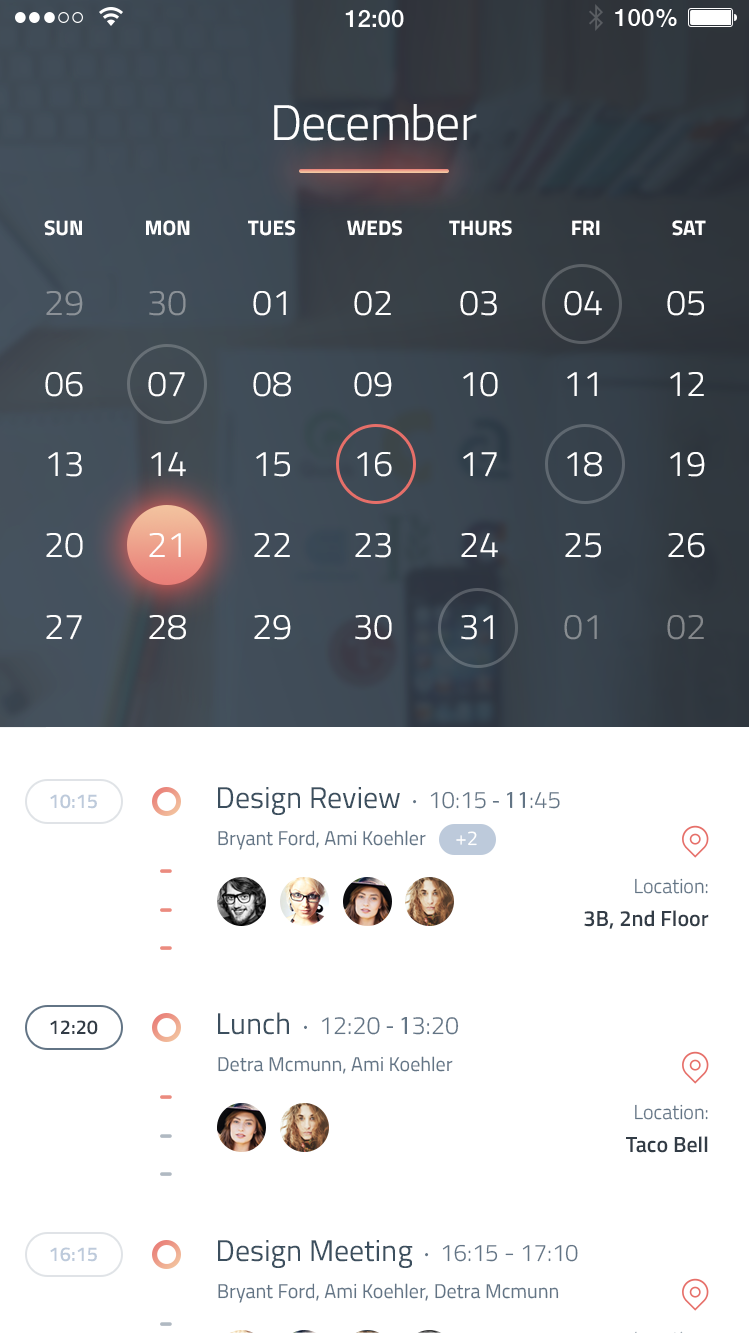 12:00 100%
December
SUN MON TUES WEDS THURS FRI SAT
29 30 01 02 03 04 05
06 07 08 09 10 11 12
13 14 15 16 17 18 19
20 21 22 23 24 25 26
27 28 29 30 31 01 02
10:15 Design Review · 10:15 - 11:45
Bryant Ford, Ami Koehler +2
Location:
3B, 2nd Floor
12:20 Lunch · 12:20 - 13:20
Detra Mcmunn, Ami Koehler
Location:
Taco Bell
16:15 Design Meeting · 16:15 - 17:10
Bryant Ford, Ami Koehler, Detra Mcmunn